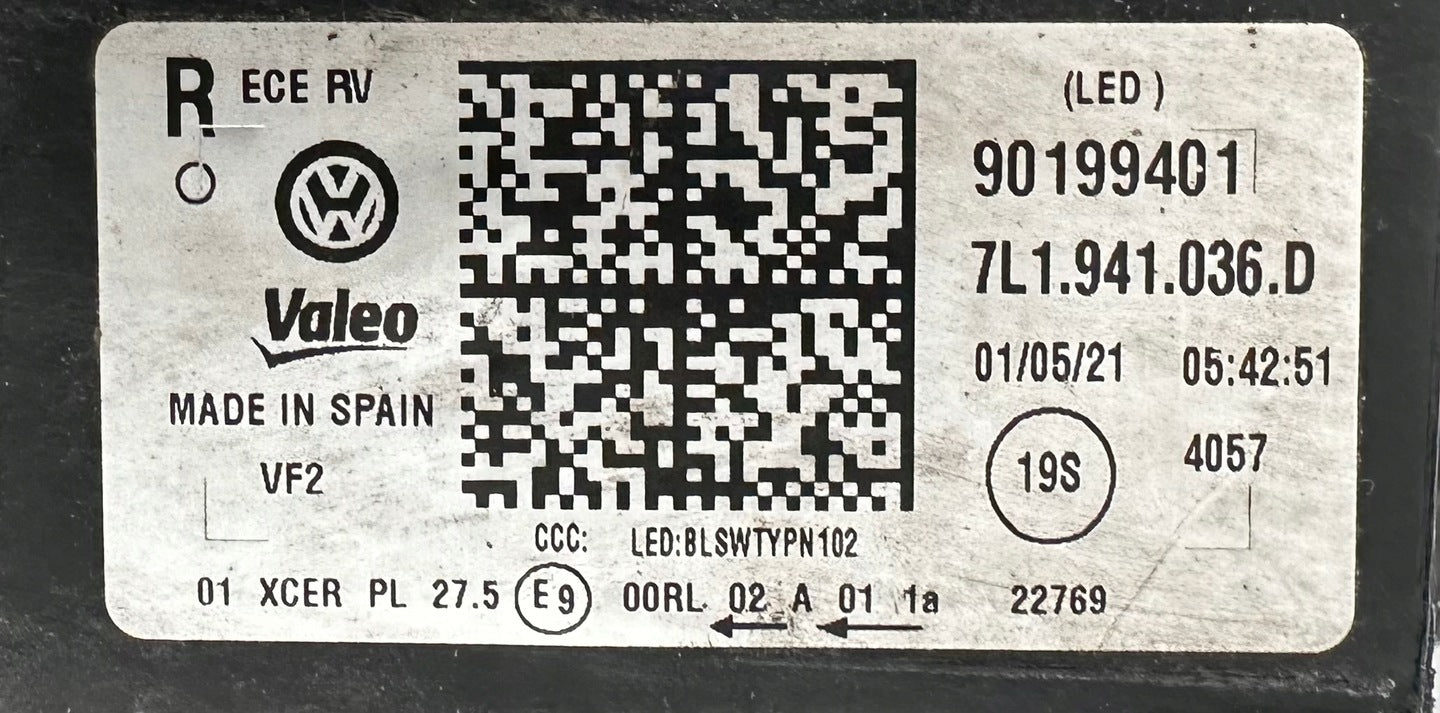 R ECE RV
Valeo
MADE IN SPAIN
VF2
(LED )
90199401
7L1.941.036.D
01/05/21 05:42:51
19S 4057
CCC: LED:BLSWTYPN102
01 XCER PL 27.5 E9 00RL 02 A 01 1a 22769